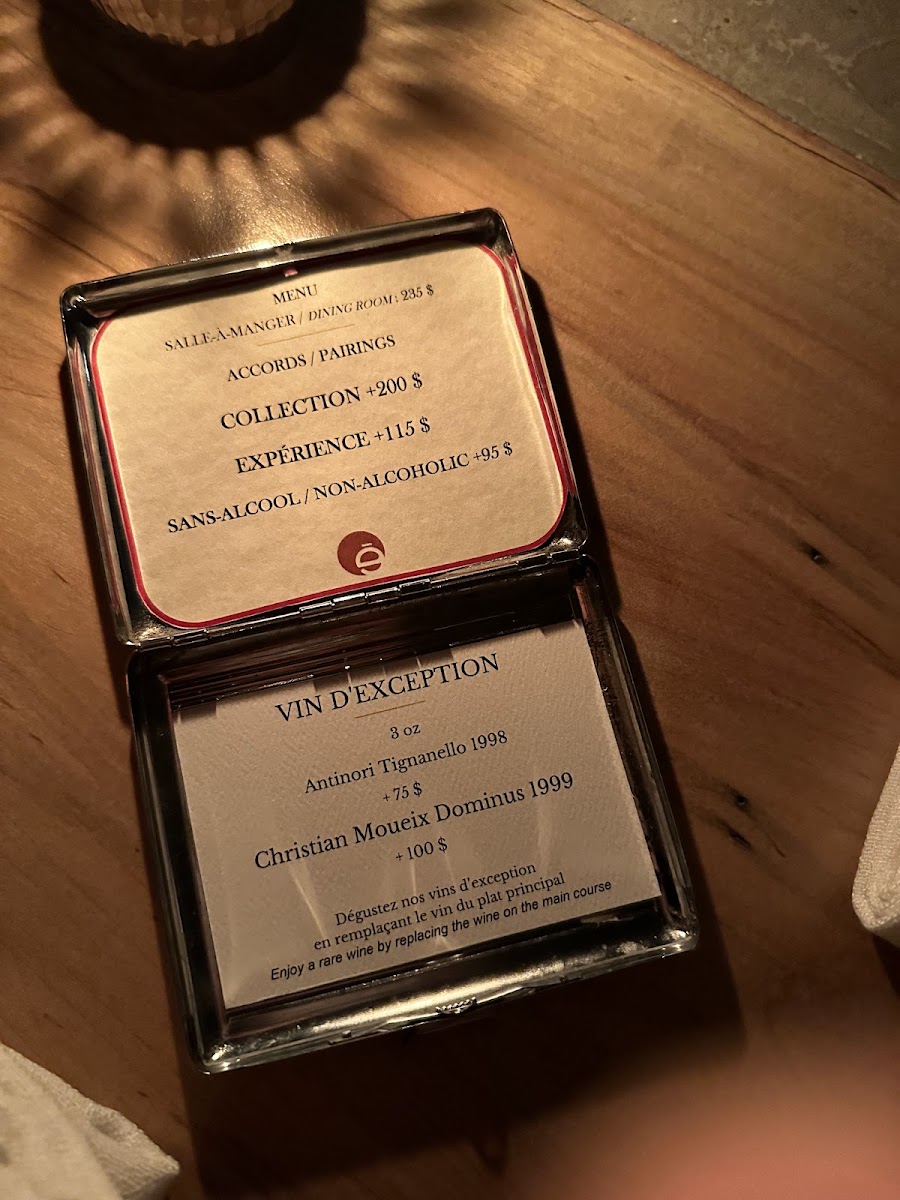 MENU
SALLE-À-MANGER / DINING ROOM : 235 $
ACCORDS / PAIRINGS
COLLECTION +200 $
EXPÉRIENCE +115 $
SANS-ALCOOL / NON-ALCOHOLIC +95 $
ē
VIN D'EXCEPTION
3 oz
Antinori Tignanello 1998
+75 $
Christian Moueix Dominus 1999
+100 $
Dégustez nos vins d'exception
en remplaçant le vin du plat principal
Enjoy a rare wine by replacing the wine on the main course